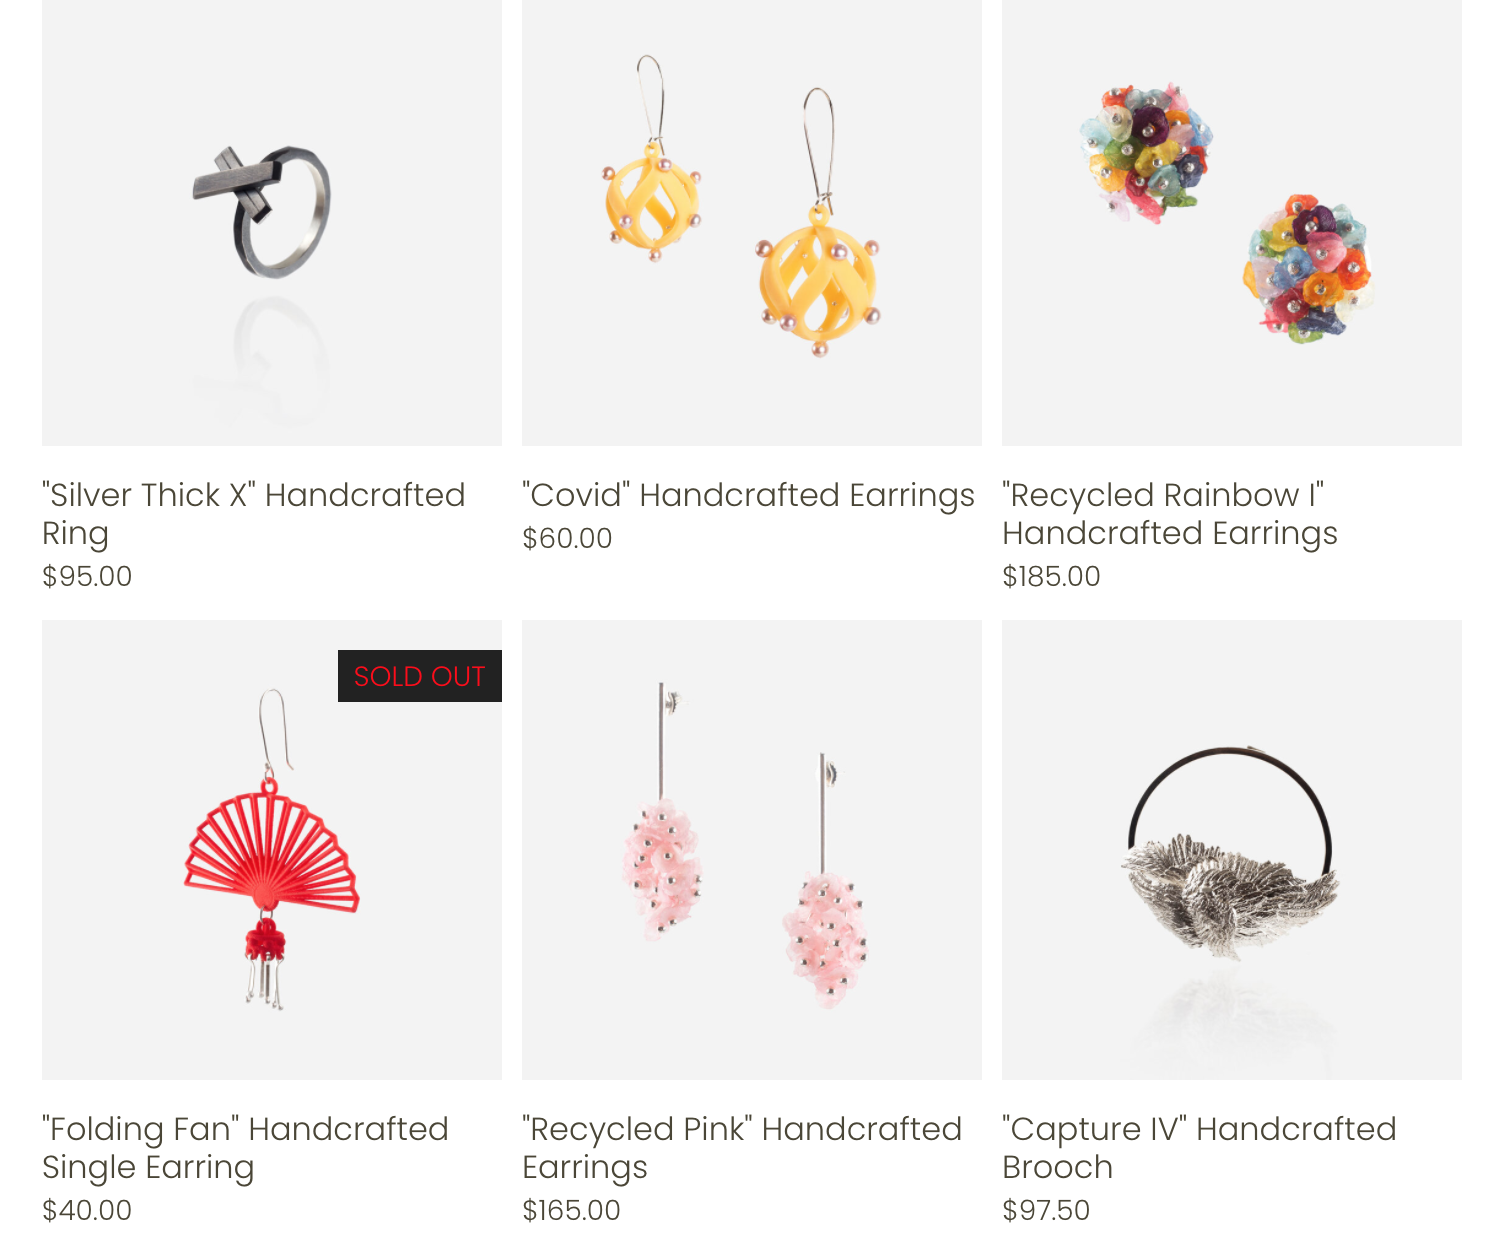 "Silver Thick X" Handcrafted
Ring
$95.00
"Covid" Handcrafted Earrings
$60.00
"Recycled Rainbow I"
Handcrafted Earrings
$185.00
SOLD OUT
"Folding Fan" Handcrafted
Single Earring
$40.00
"Recycled Pink" Handcrafted
Earrings
$165.00
"Capture IV" Handcrafted
Brooch
$97.50